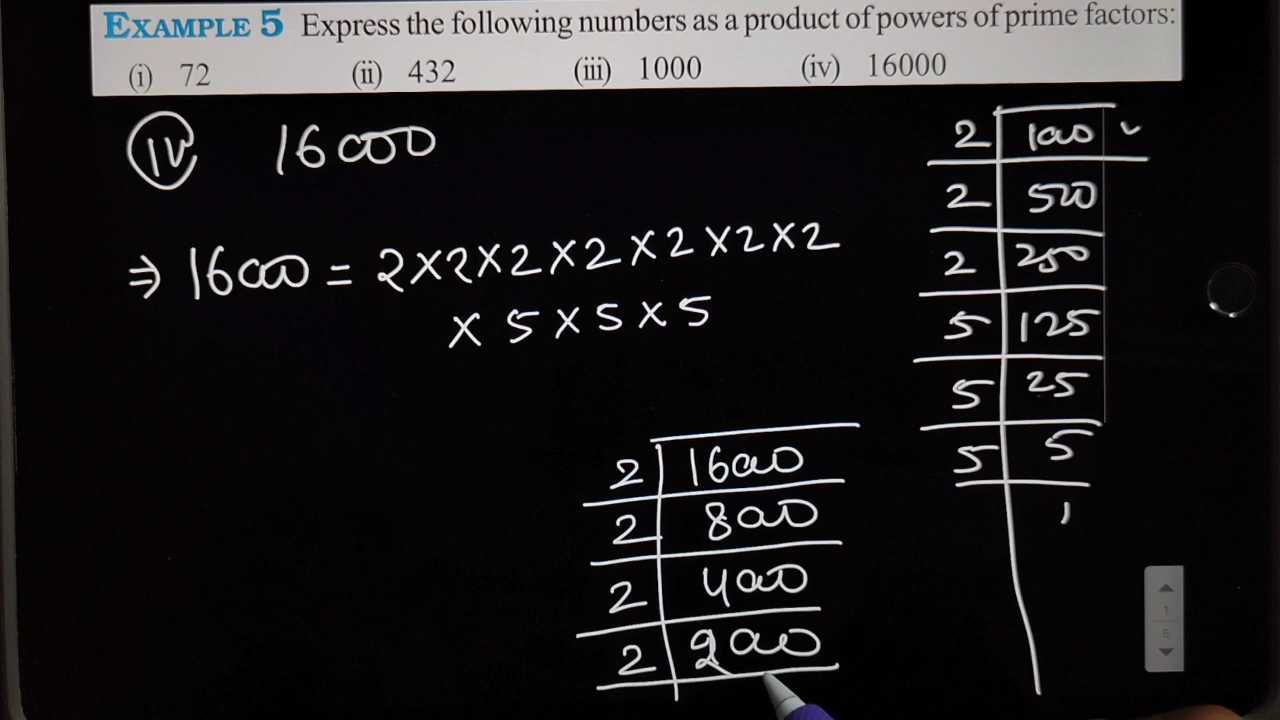 EXAMPLE 5 Express the following numbers as a product of powers of prime factors:
(i) 72 (ii) 432 (iii) 1000 (iv) 16000
(iv) 16000
⇒ 16000 = 2×2×2×2×2×2×2
× 5×5×5
2 | 16000
2 | 8000
2 | 4000
2 | 2000
2 | 1000
2 | 500
2 | 250
5 | 125
5 | 25
5 | 5
1
1
5